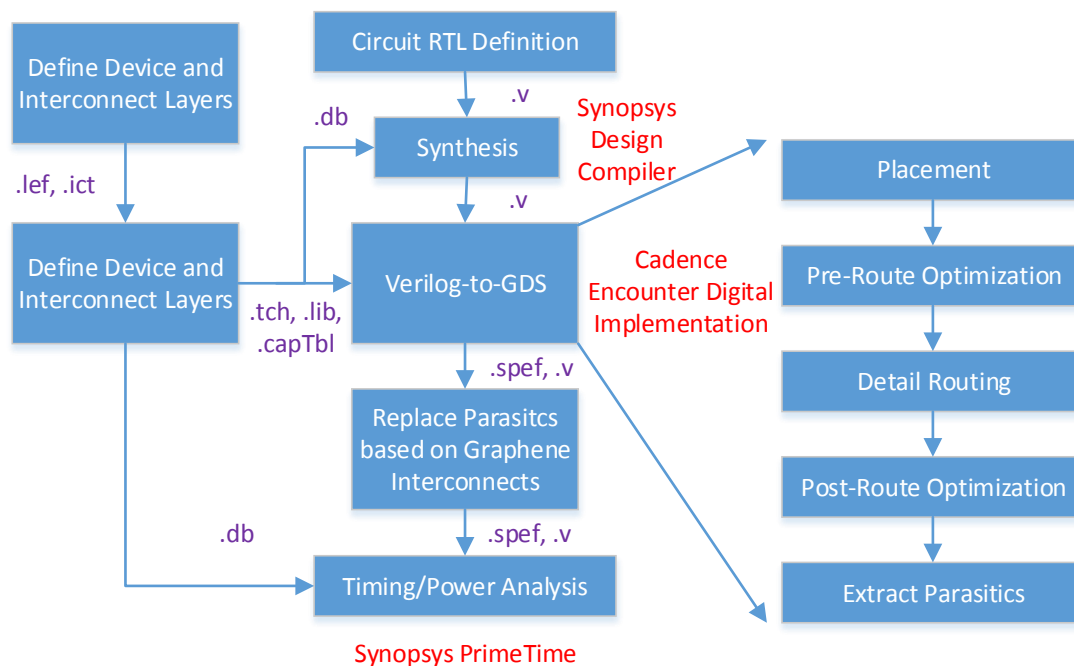 Define Device and
Interconnect Layers
.lef, .ict
Define Device and
Interconnect Layers
.db
.tch, .lib,
.capTbl
.db
Circuit RTL Definition
.v
Synthesis
.v
Synopsys
Design
Compiler
Verilog-to-GDS
Cadence
Encounter Digital
Implementation
.spef, .v
Replace Parasitcs
based on Graphene
Interconnects
.spef, .v
Timing/Power Analysis
Synopsys PrimeTime
Placement
Pre-Route Optimization
Detail Routing
Post-Route Optimization
Extract Parasitics